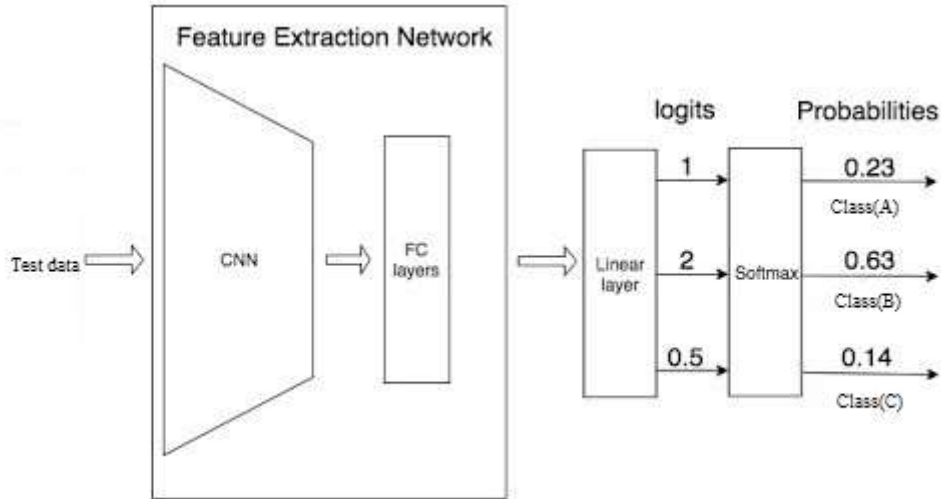 Feature Extraction Network
logits
Probabilities
Test data
CNN
FC
layers
Linear
layer
1
2
0.5
Softmax
0.23
Class(A)
0.63
Class(B)
0.14
Class(C)